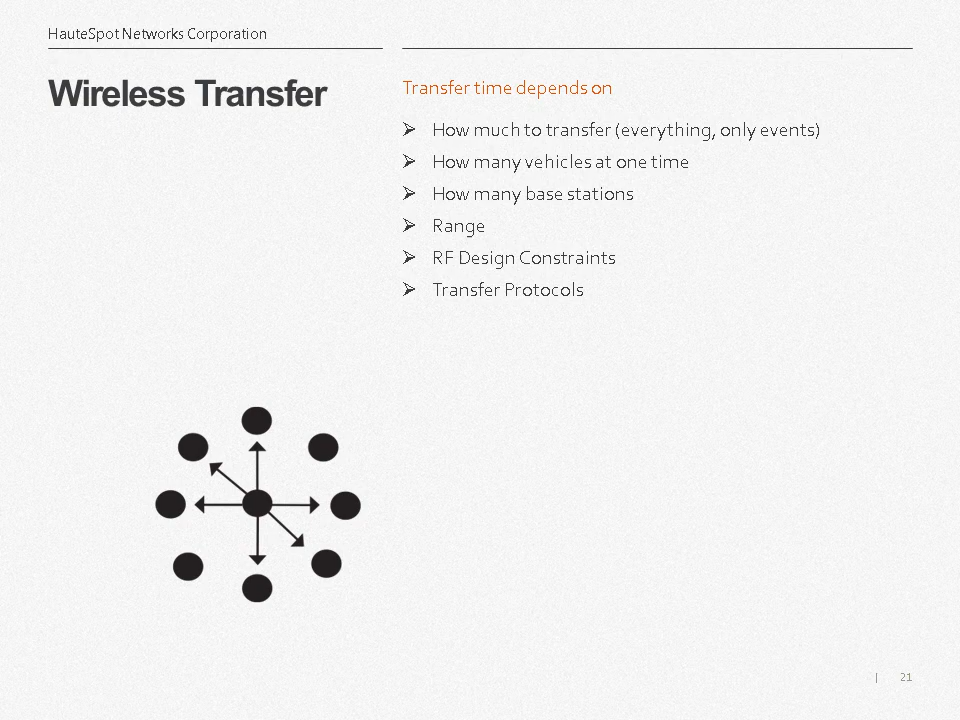 HauteSpot Networks Corporation
Wireless Transfer
Transfer time depends on
➢ How much to transfer (everything, only events)
➢ How many vehicles at one time
➢ How many base stations
➢ Range
➢ RF Design Constraints
➢ Transfer Protocols
| 21